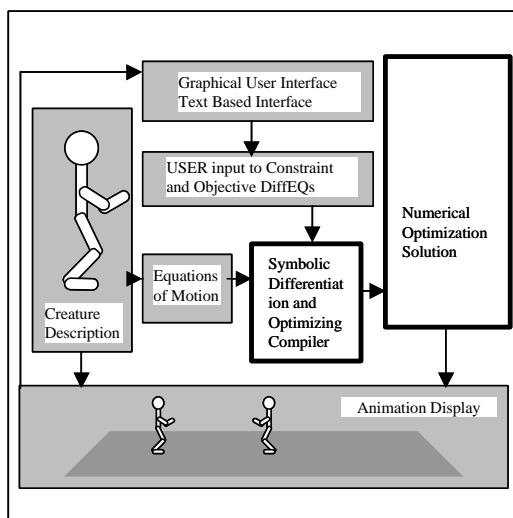 Graphical User Interface
Text Based Interface
USER input to Constraint
and Objective DiffEQs
Numerical
Optimization
Solution
Creature
Description
Equations
of Motion
Symbolic
Differentiat
ion and
Optimizing
Compiler
Animation Display